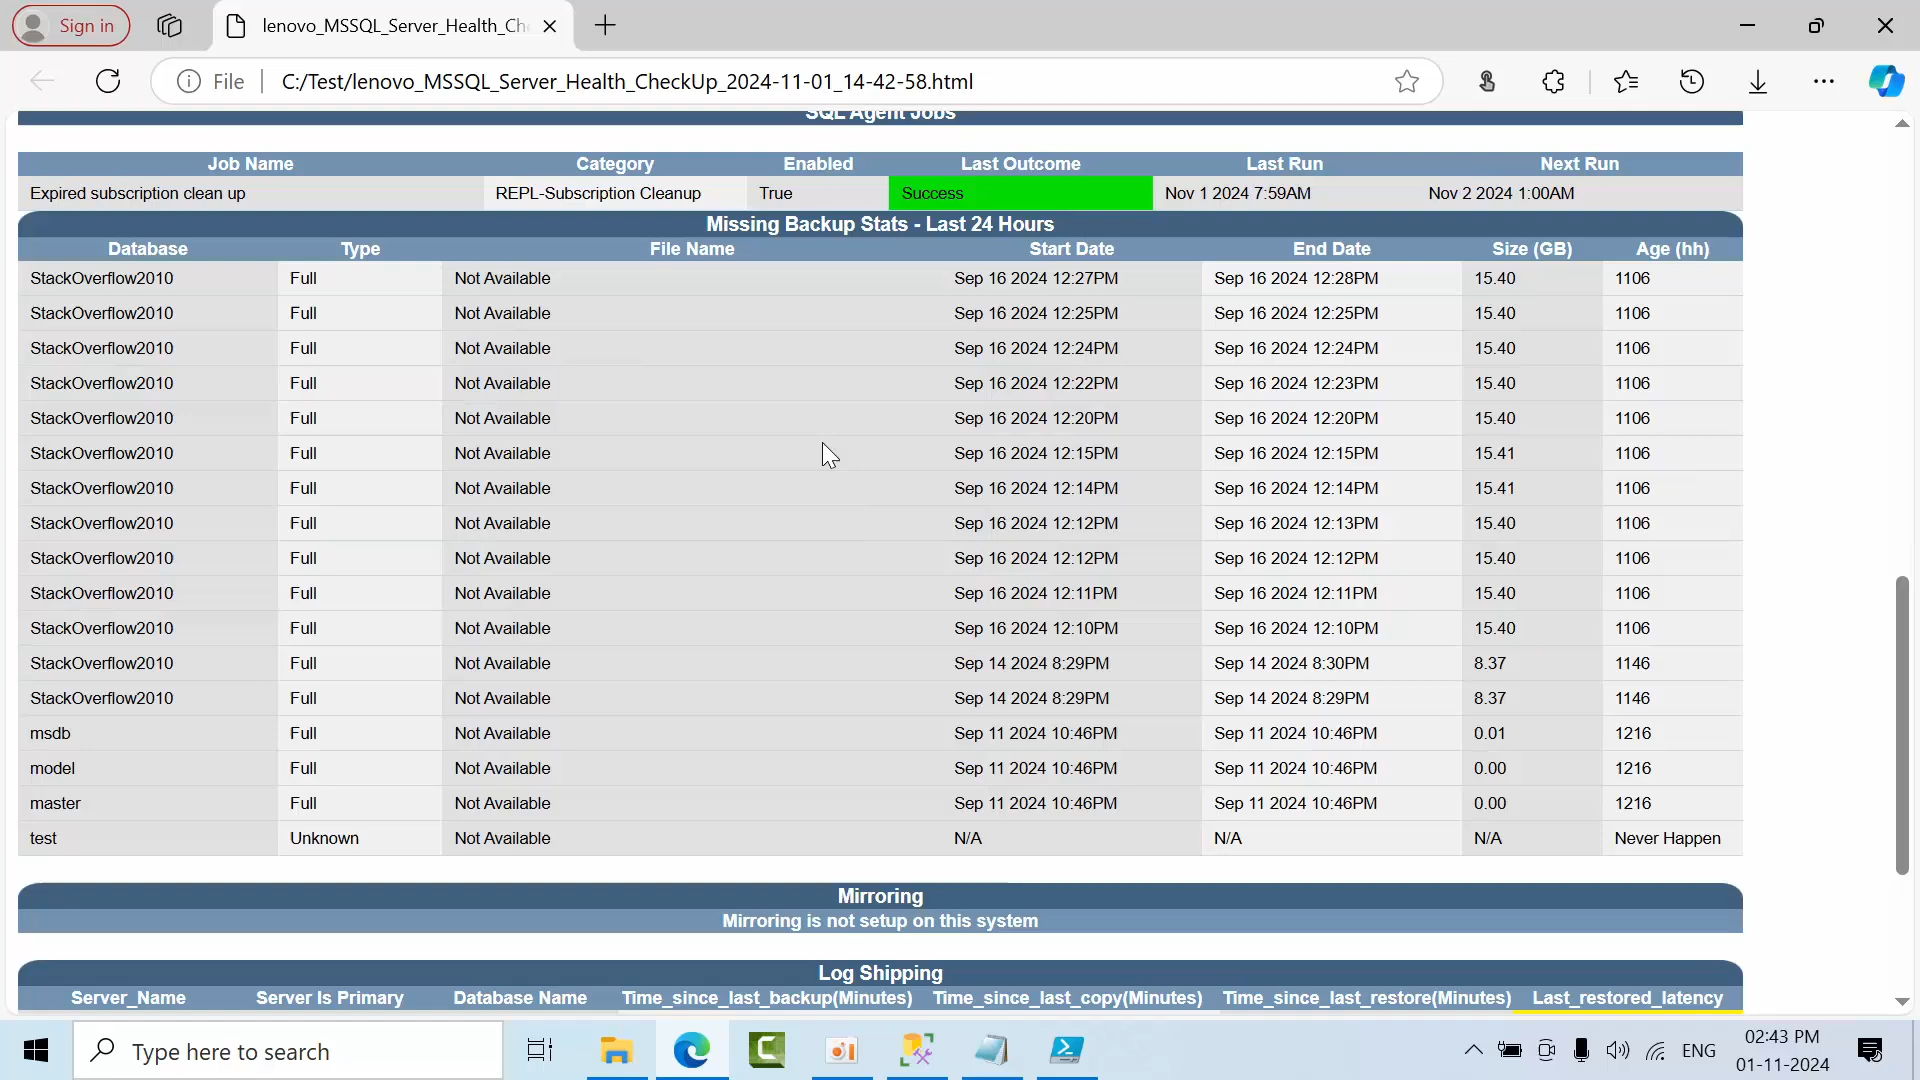 Sign in
lenovo_MSSQL_Server_Health_Ch
File
C:/Test/lenovo_MSSQL_Server_Health_CheckUp_2024-11-01_14-42-58.html
SQL Agent Jobs
Job Name Category Enabled Last Outcome Last Run Next Run
Expired subscription clean up REPL-Subscription Cleanup True Success Nov 1 2024 7:59AM Nov 2 2024 1:00AM
Missing Backup Stats - Last 24 Hours
Database Type File Name Start Date End Date Size (GB) Age (hh)
StackOverflow2010 Full Not Available Sep 16 2024 12:27PM Sep 16 2024 12:28PM 15.40 1106
StackOverflow2010 Full Not Available Sep 16 2024 12:25PM Sep 16 2024 12:25PM 15.40 1106
StackOverflow2010 Full Not Available Sep 16 2024 12:24PM Sep 16 2024 12:24PM 15.40 1106
StackOverflow2010 Full Not Available Sep 16 2024 12:22PM Sep 16 2024 12:23PM 15.40 1106
StackOverflow2010 Full Not Available Sep 16 2024 12:20PM Sep 16 2024 12:20PM 15.40 1106
StackOverflow2010 Full Not Available Sep 16 2024 12:15PM Sep 16 2024 12:15PM 15.41 1106
StackOverflow2010 Full Not Available Sep 16 2024 12:14PM Sep 16 2024 12:14PM 15.41 1106
StackOverflow2010 Full Not Available Sep 16 2024 12:12PM Sep 16 2024 12:13PM 15.40 1106
StackOverflow2010 Full Not Available Sep 16 2024 12:12PM Sep 16 2024 12:12PM 15.40 1106
StackOverflow2010 Full Not Available Sep 16 2024 12:11PM Sep 16 2024 12:11PM 15.40 1106
StackOverflow2010 Full Not Available Sep 16 2024 12:10PM Sep 16 2024 12:10PM 15.40 1106
StackOverflow2010 Full Not Available Sep 14 2024 8:29PM Sep 14 2024 8:30PM 8.37 1146
StackOverflow2010 Full Not Available Sep 14 2024 8:29PM Sep 14 2024 8:29PM 8.37 1146
msdb Full Not Available Sep 11 2024 10:46PM Sep 11 2024 10:46PM 0.01 1216
model Full Not Available Sep 11 2024 10:46PM Sep 11 2024 10:46PM 0.00 1216
master Full Not Available Sep 11 2024 10:46PM Sep 11 2024 10:46PM 0.00 1216
test Unknown Not Available N/A N/A N/A Never Happen
Mirroring
Mirroring is not setup on this system
Log Shipping
Server_Name Server Is Primary Database Name Time_since_last_backup(Minutes) Time_since_last_copy(Minutes) Time_since_last_restore(Minutes) Last_restored_latency
Type here to search
ENG
02:43 PM
01-11-2024